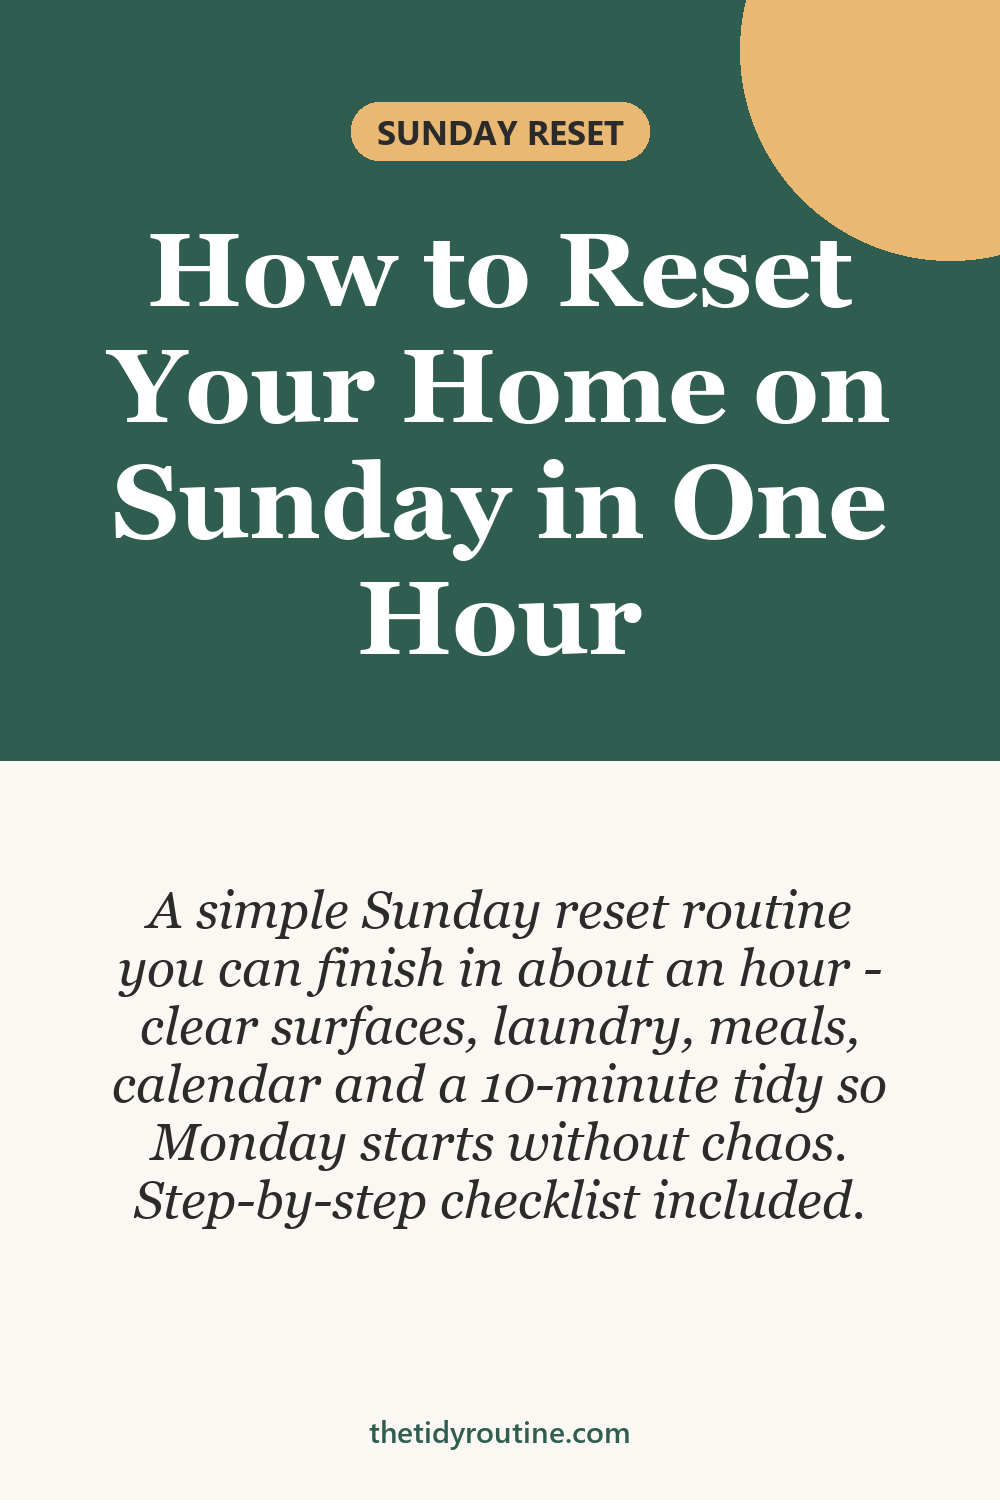 SUNDAY RESET
How to Reset
Your Home on
Sunday in One
Hour
A simple Sunday reset routine
you can finish in about an hour -
clear surfaces, laundry, meals,
calendar and a 10-minute tidy so
Monday starts without chaos.
Step-by-step checklist included.
thetidyroutine.com